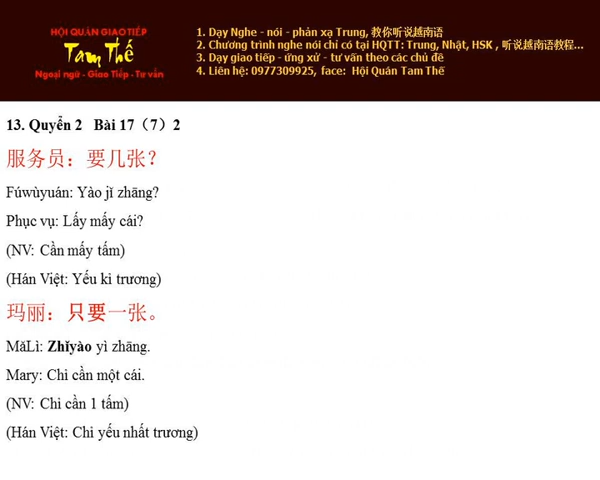 HỘI QUÁN GIAO TIẾP
Tam Thế
Ngoại ngữ - Giao Tiếp - Tư vấn
1. Dạy Nghe - nói - phản xạ Trung, 教你听说越南语
2. Chương trình nghe nói chỉ có tại HQTT: Trung, Nhật, HSK , 听说越南语教程...
3. Dạy giao tiếp - ứng xử - tư vấn theo các chủ đề
4. Liên hệ: 0977309925, face: Hội Quán Tam Thế
13. Quyển 2 Bài 17（7）2
服务员：要几张？
Fúwùyuán: Yào jǐ zhāng?
Phục vụ: Lấy mấy cái?
(NV: Cần mấy tấm)
(Hán Việt: Yếu ki trương)
玛丽：只要一张。
MǎLì: Zhǐyào yì zhāng.
Mary: Chi cần một cái.
(NV: Chi cần 1 tấm)
(Hán Việt: Chi yếu nhất trương)